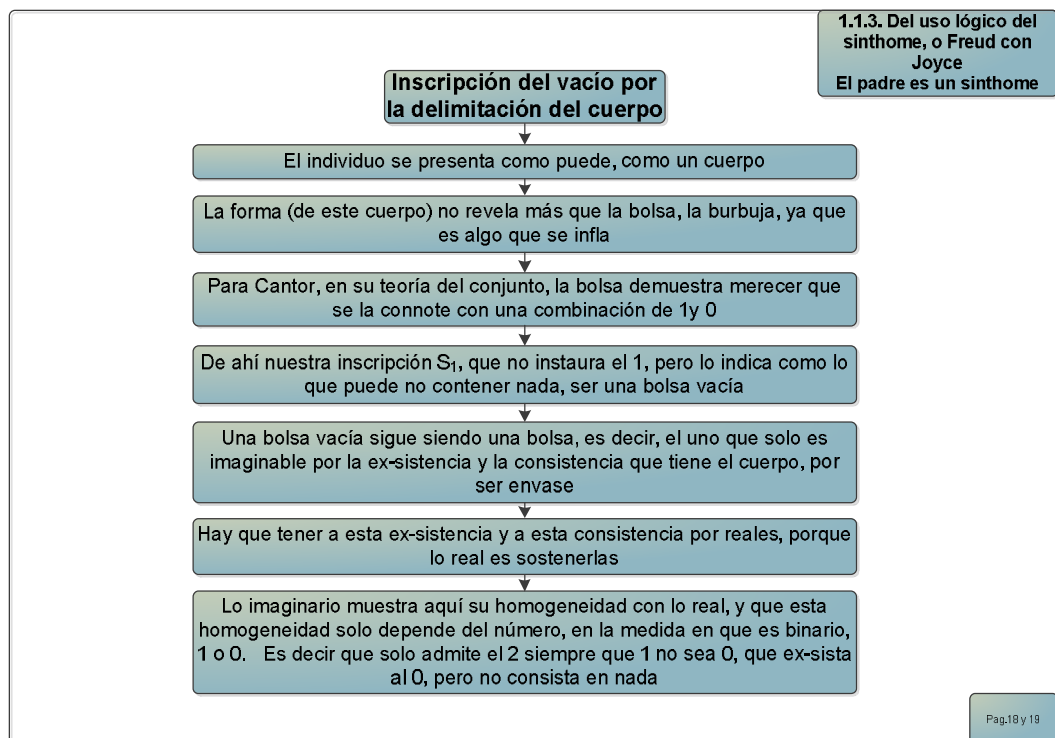 1.1.3. Del uso lógico del
sinthome, o Freud con
Joyce
El padre es un sinthome
Inscripción del vacío por
la delimitación del cuerpo
El individuo se presenta como puede, como un cuerpo
La forma (de este cuerpo) no revela más que la bolsa, la burbuja, ya que
es algo que se infla
Para Cantor, en su teoría del conjunto, la bolsa demuestra merecer que
se la connote con una combinación de 1y 0
De ahí nuestra inscripción S₁, que no instaura el 1, pero lo indica como lo
que puede no contener nada, ser una bolsa vacía
Una bolsa vacía sigue siendo una bolsa, es decir, el uno que solo es
imaginable por la ex-sistencia y la consistencia que tiene el cuerpo, por
ser envase
Hay que tener a esta ex-sistencia y a esta consistencia por reales, porque
lo real es sostenerlas
Lo imaginario muestra aquí su homogeneidad con lo real, y que esta
homogeneidad solo depende del número, en la medida en que es binario,
1 o 0. Es decir que solo admite el 2 siempre que 1 no sea 0, que ex-sista
al 0, pero no consista en nada
Pag.18 y 19